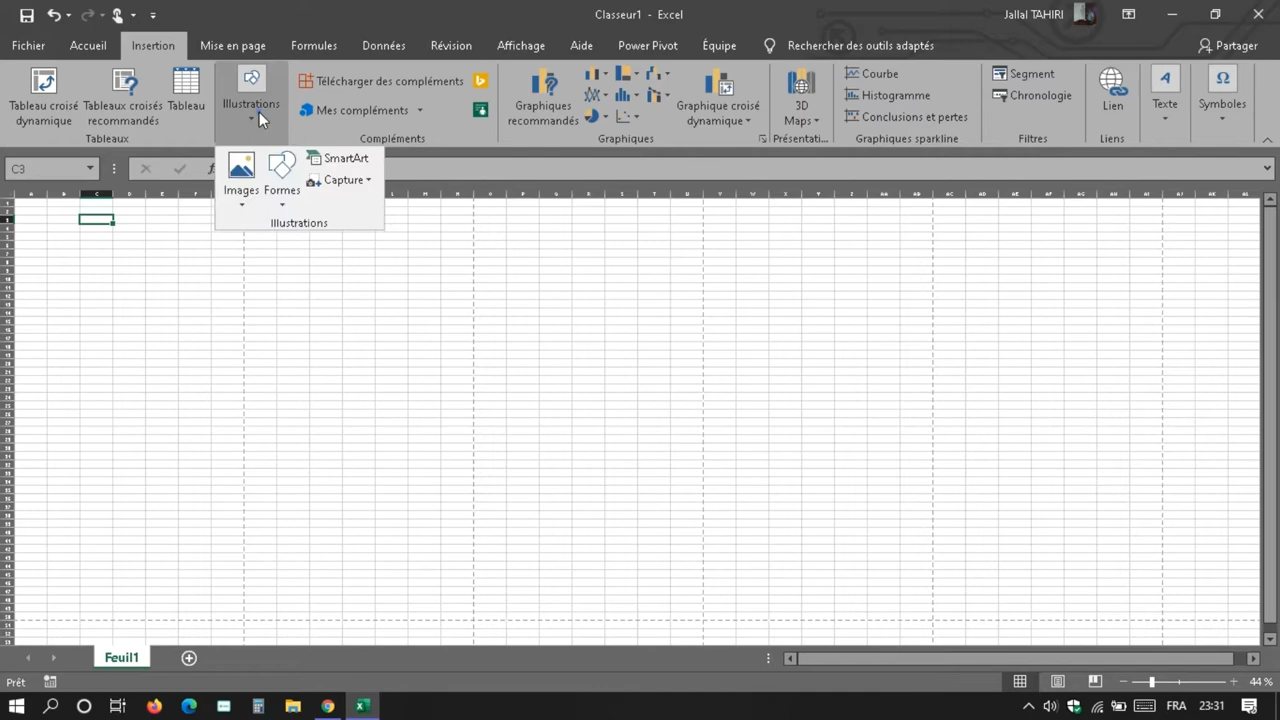 Classeur1 - Excel
Jallal TAHIRI
Fichier Accueil Insertion Mise en page Formules Données Révision Affichage Aide Power Pivot Équipe Rechercher des outils adaptés Partager
Tableau croisé dynamique
Tableaux croisés recommandés
Tableau
Tableaux
Illustrations
Télécharger des compléments
Mes compléments
Compléments
Graphiques recommandés
Graphique croisé dynamique
Graphiques
3D Maps
Présentati...
Courbe
Histogramme
Conclusions et pertes
Graphiques sparkline
Segment
Chronologie
Filtres
Lien
Liens
Texte
Symboles
C3
Images
Formes
SmartArt
Capture
Illustrations
Feuil1
Prêt
44 %
FRA
23:31